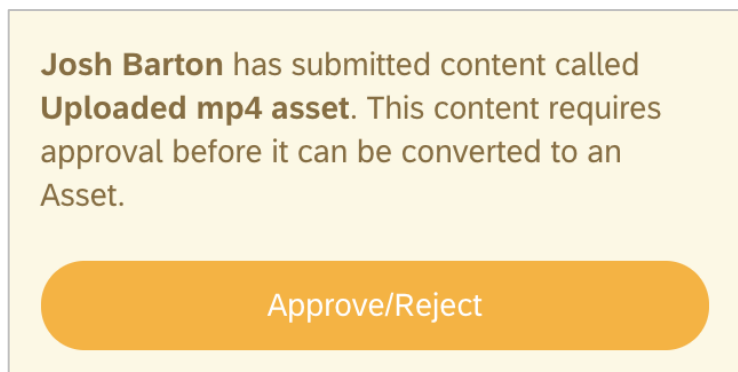 Josh Barton has submitted content called
Uploaded mp4 asset. This content requires
approval before it can be converted to an
Asset.
Approve/Reject